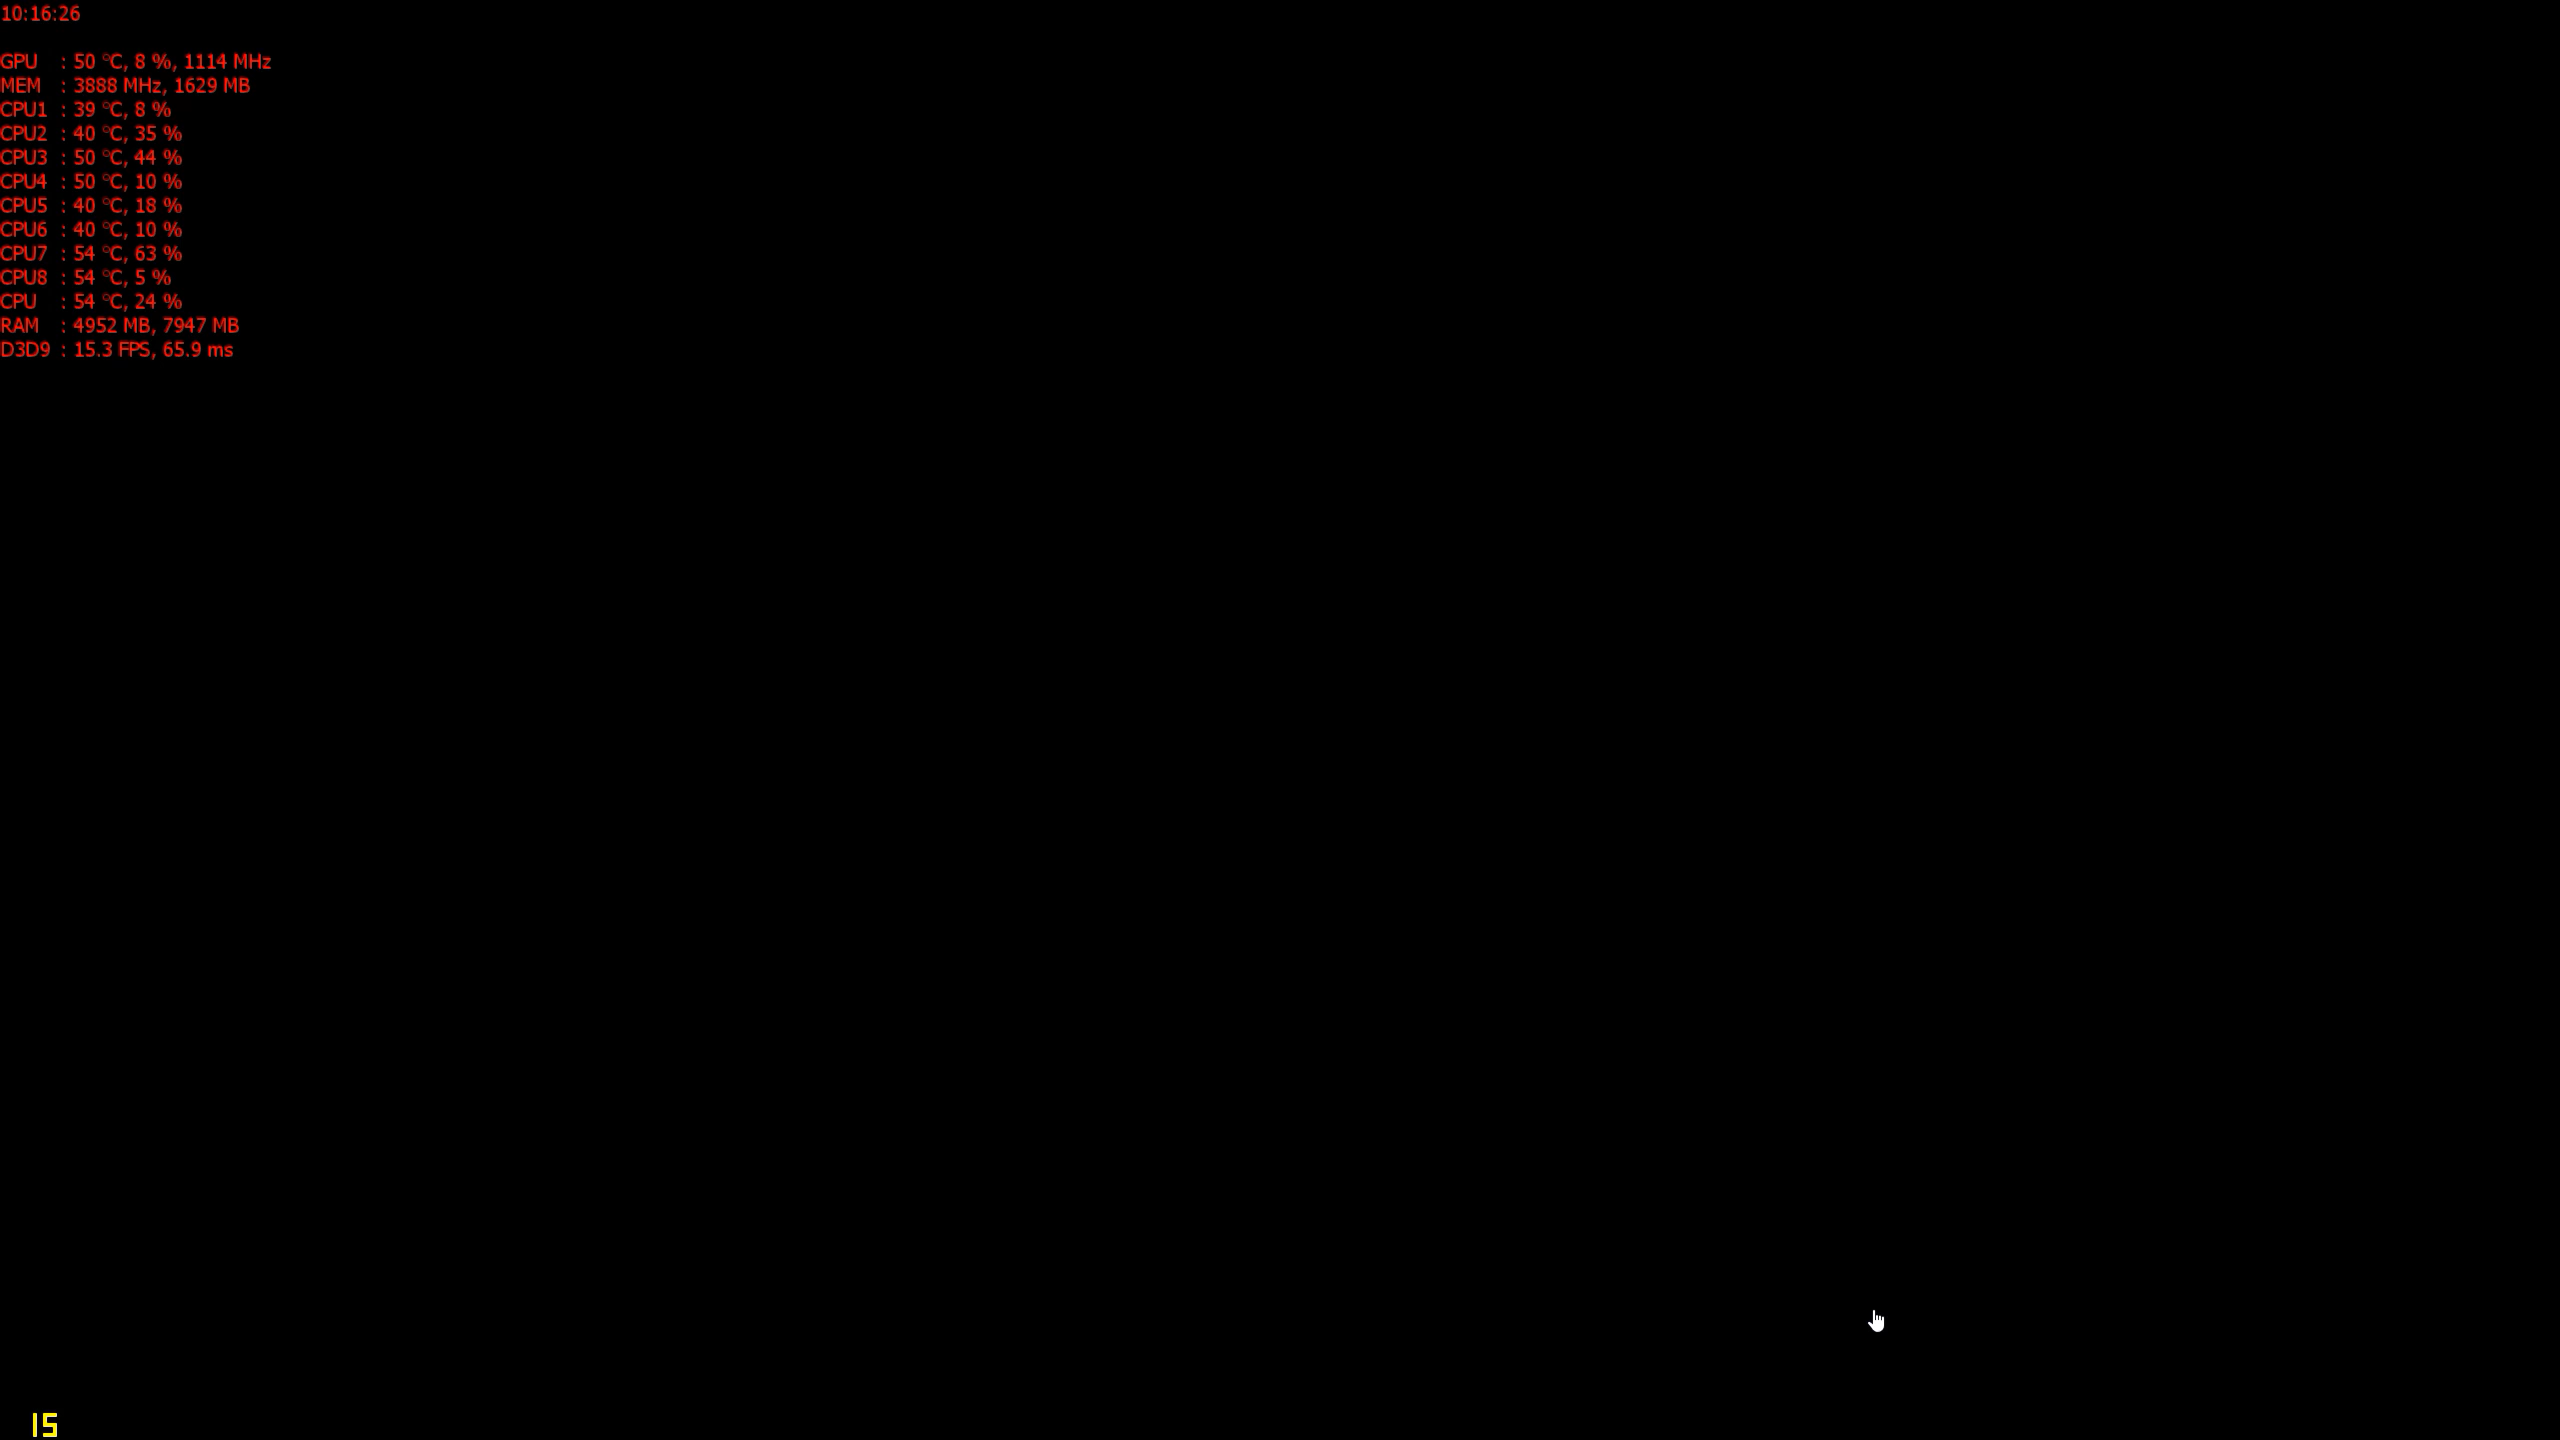 10:16:26
GPU : 50 °C, 8 %, 1114 MHz
MEM : 3888 MHz, 1629 MB
CPU1 : 39 °C, 8 %
CPU2 : 40 °C, 35 %
CPU3 : 50 °C, 44 %
CPU4 : 50 °C, 10 %
CPU5 : 40 °C, 18 %
CPU6 : 40 °C, 10 %
CPU7 : 54 °C, 63 %
CPU8 : 54 °C, 5 %
CPU : 54 °C, 24 %
RAM : 4952 MB, 7947 MB
D3D9 : 15.3 FPS, 65.9 ms
15